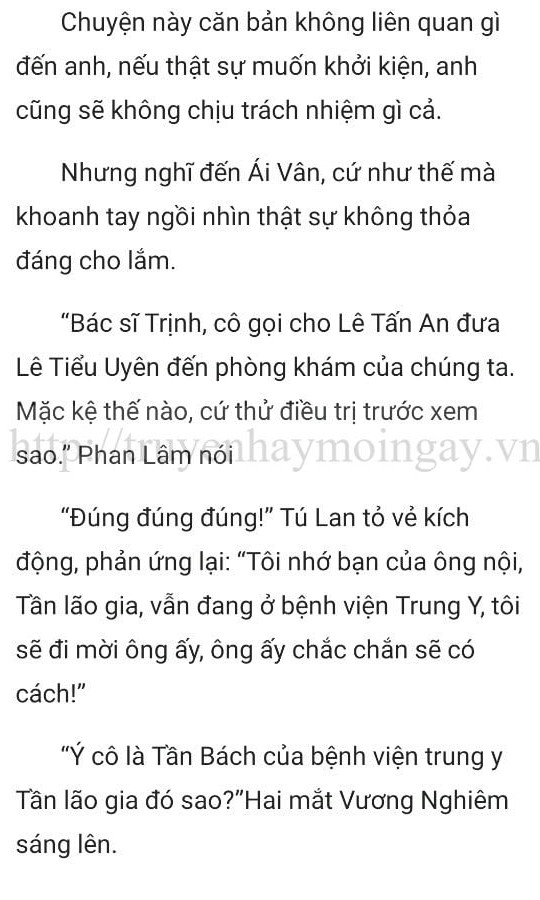 Chuyện này căn bản không liên quan gì
đến anh, nếu thật sự muốn khởi kiện, anh
cũng sẽ không chịu trách nhiệm gì cả.
Nhưng nghĩ đến Ái Vân, cứ như thế mà
khoanh tay ngồi nhìn thật sự không thỏa
đáng cho lắm.
“Bác sĩ Trịnh, cô gọi cho Lê Tấn An đưa
Lê Tiểu Uyên đến phòng khám của chúng ta.
Mặc kệ thế nào, cứ thử điều trị trước xem
sao.” Phan Lâm nói
http://truyenhaymoingay.vn
“Đúng đúng đúng!” Tú Lan tỏ vẻ kích
động, phản ứng lại: “Tôi nhớ bạn của ông nội,
Tần lão gia, vẫn đang ở bệnh viện Trung Y, tôi
sẽ đi mời ông ấy, ông ấy chắc chắn sẽ có
cách!”
“Ý cô là Tần Bách của bệnh viện trung y
Tần lão gia đó sao?”Hai mắt Vương Nghiêm
sáng lên.